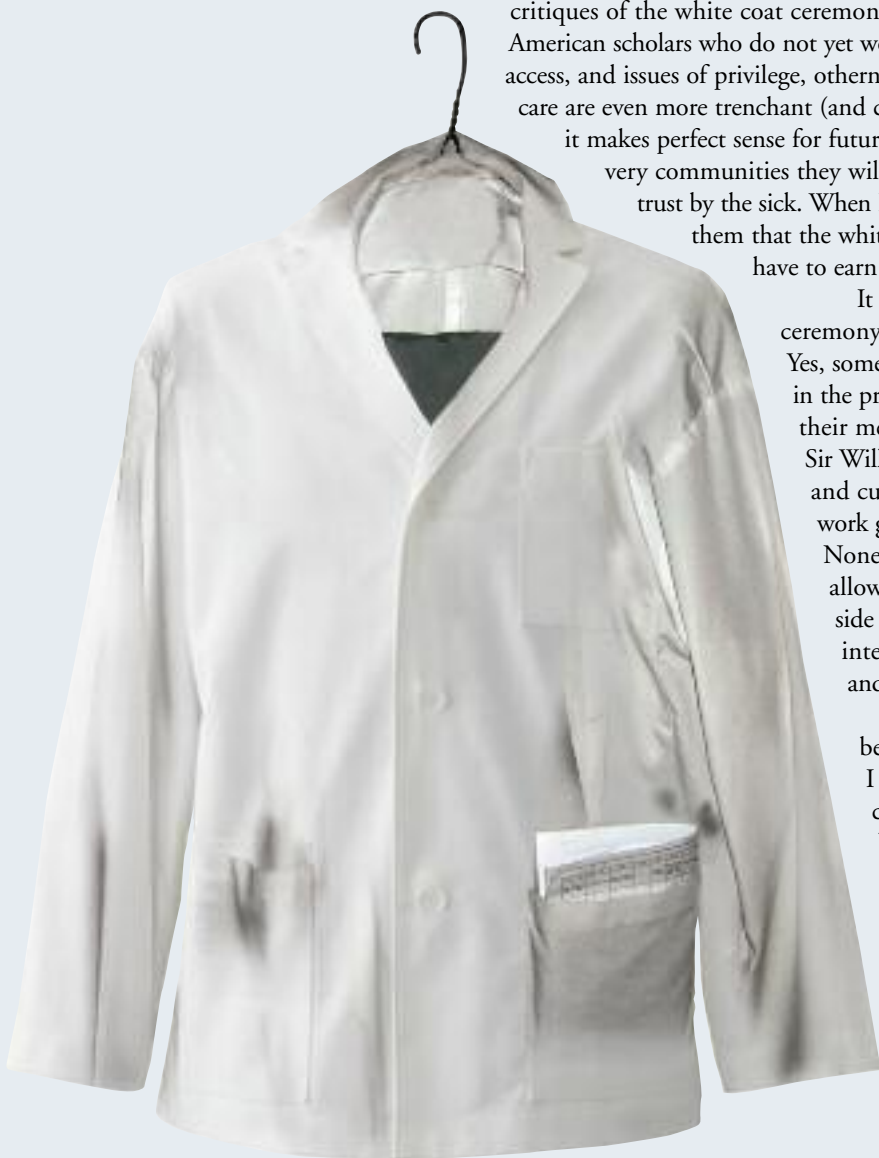 critiques of the white coat ceremon
American scholars who do not yet we
access, and issues of privilege, othern
care are even more trenchant (and c
it makes perfect sense for futur
very communities they wil
trust by the sick. When
them that the whit
have to earn
It
ceremony
Yes, some
in the pr
their me
Sir Will
and cu
work g
None
allow
side
inte
and
be
I